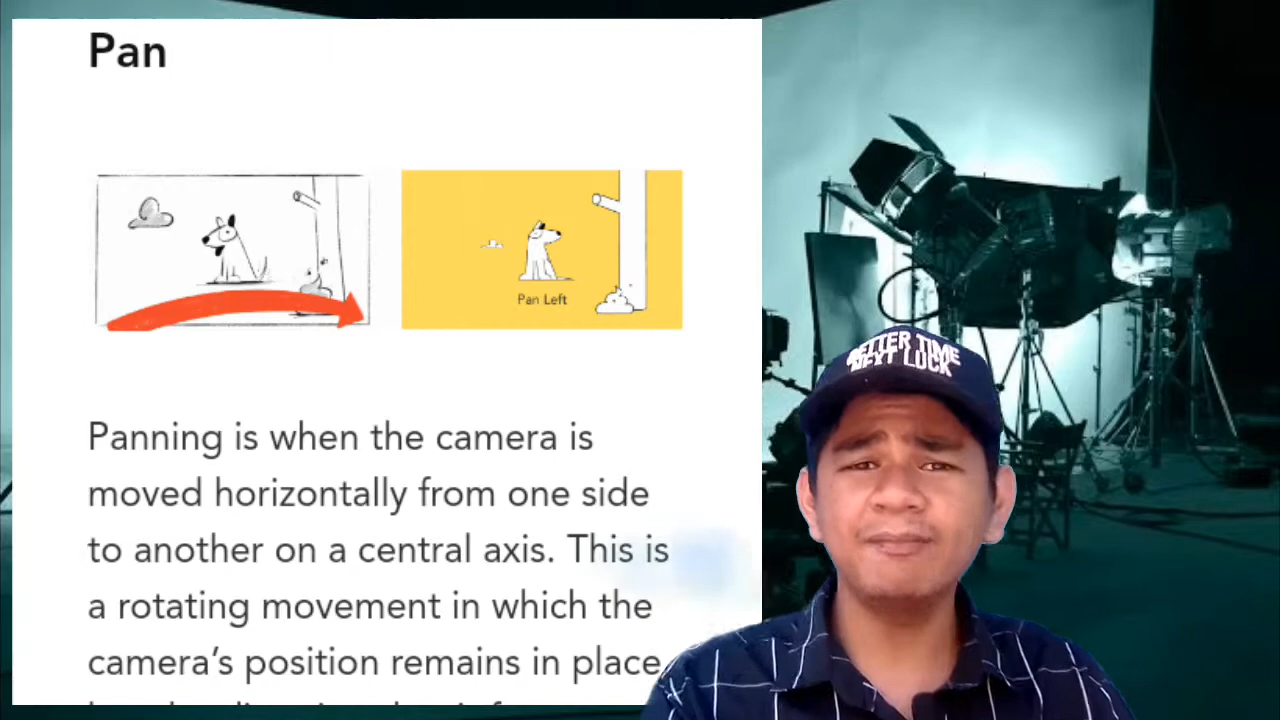 Pan
Pan Left
Panning is when the camera is
moved horizontally from one side
to another on a central axis. This is
a rotating movement in which the
camera’s position remains in place
BETTER TIME
NEXT LUCK